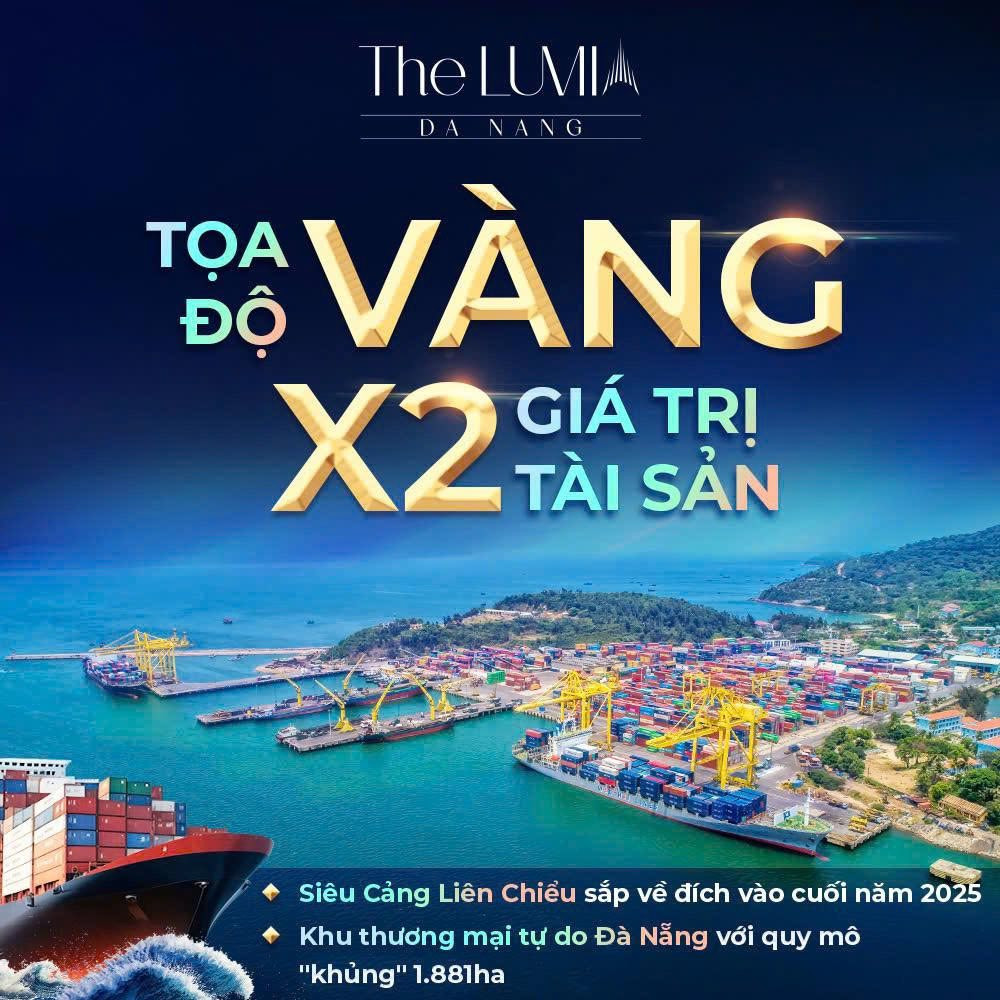 The LUMIA
DA NANG
TỌA
ĐỘ
VÀNG
X2
GIÁ TRỊ
TÀI SẢN
Siêu Cảng Liên Chiểu sắp về đích vào cuối năm 2025
Khu thương mại tự do Đà Nẵng với quy mô
"khủng" 1.881ha